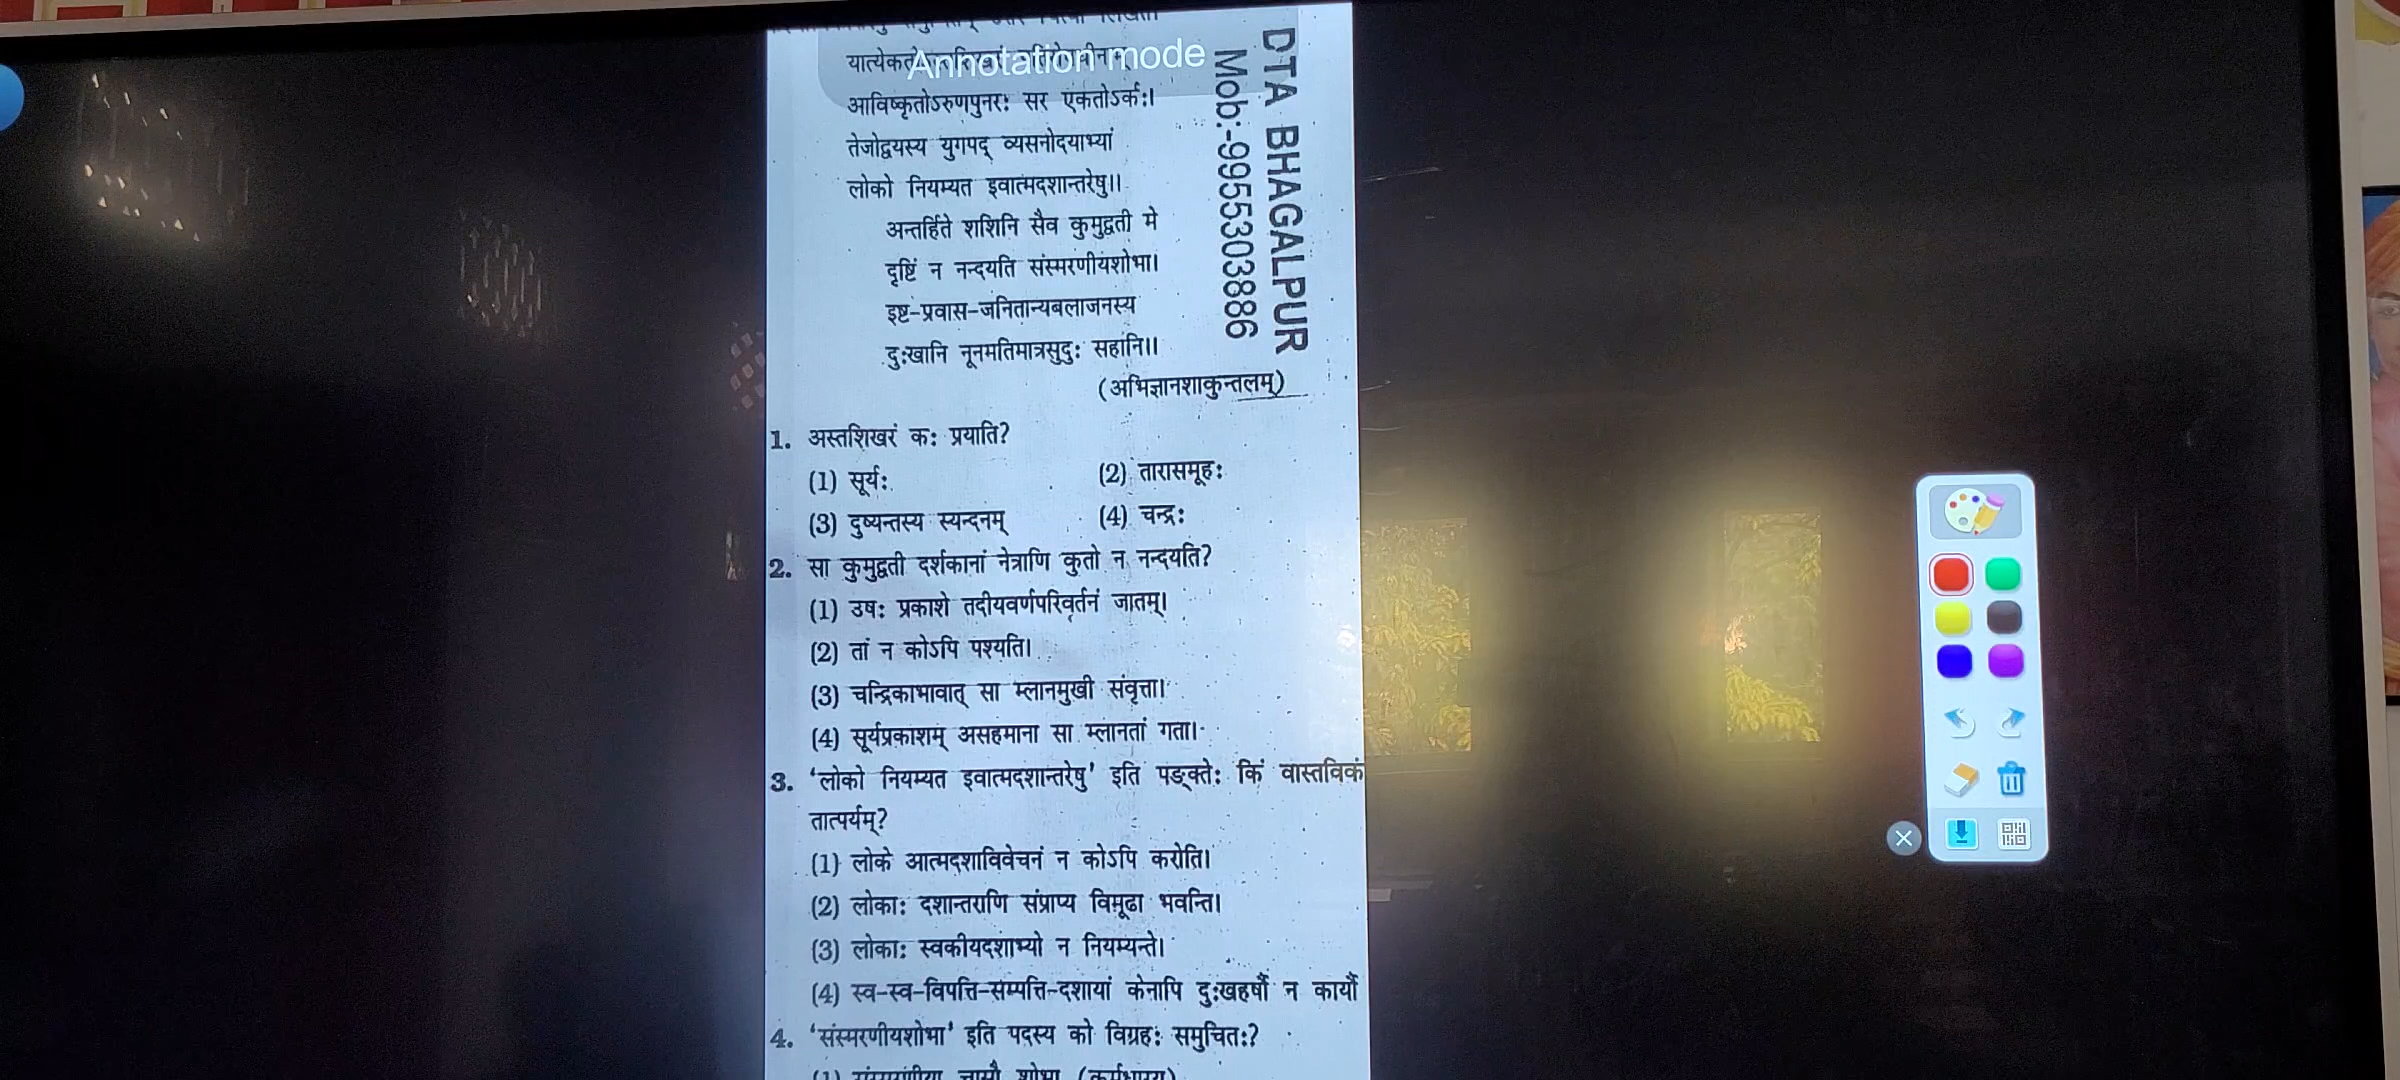 Annotation mode
आविष्कृतोऽरुणपुनरः सर एकतोऽर्कः।
तेजोद्वयस्य युगपद् व्यसनोदयाभ्यां
लोको नियम्यत इवात्मदशान्तरेषु।।
अन्तर्हिते शशिनि सैव कुमुद्वती मे
दृष्टिं न नन्दयति संस्मरणीयशोभा।
इष्ट-प्रवास-जनितान्यबलाजनस्य
दुःखानि नूनमतिमात्रसुदुः सहानि।।
(अभिज्ञानशाकुन्तलम्)
DTA BHAGALPUR
Mob:-9955303886
1. अस्तशिखरं कः प्रयाति?
(1) सूर्यः (2) तारासमूहः
(3) दुष्यन्तस्य स्यन्दनम् (4) चन्द्रः
2. सा कुमुद्वती दर्शकानां नेत्राणि कुतो न नन्दयति?
(1) उषः प्रकाशे तदीयवर्णपरिवर्तनं जातम्।
(2) तां न कोऽपि पश्यति।
(3) चन्द्रिकाभावात् सा म्लानमुखी संवृत्ता।
(4) सूर्यप्रकाशम् असहमाना सा म्लानतां गता।
3. 'लोको नियम्यत इवात्मदशान्तरेषु' इति पङ्क्तेः किं वास्तविकं
तात्पर्यम्?
(1) लोके आत्मदशाविवेचनं न कोऽपि करोति।
(2) लोकाः दशान्तराणि संप्राप्य विमूढा भवन्ति।
(3) लोकाः स्वकीयदशाभ्यो न नियम्यन्ते।
(4) स्व-स्व-विपत्ति-सम्पत्ति-दशायां केनापि दुःखहर्षौ न कार्यौ
4. 'संस्मरणीयशोभा' इति पदस्य को विग्रहः समुचितः?